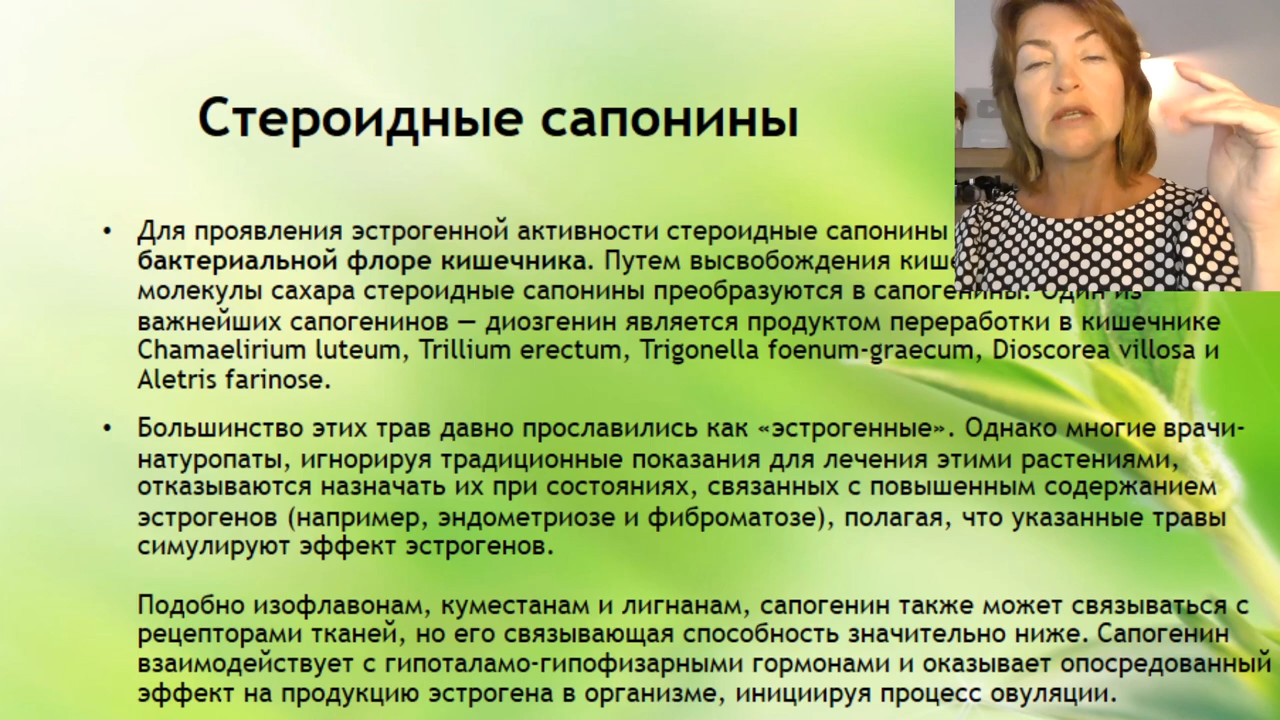 Стероидные сапонины
• Для проявления эстрогенной активности стероидные сапонины
бактериальной флоре кишечника. Путем высвобождения
молекулы сахара стероидные сапонины преобразуются в сапогенины. Один из
важнейших сапогенинов — диозгенин является продуктом переработки в кишечнике
Chamaelirium luteum, Trillium erectum, Trigonella foenum-graecum, Dioscorea villosa и
Aletris farinose.
• Большинство этих трав давно прославились как «эстрогенные». Однако многие врачи-
натуропаты, игнорируя традиционные показания для лечения этими растениями,
отказываются назначать их при состояниях, связанных с повышенным содержанием
эстрогенов (например, эндометриозе и фиброматозе), полагая, что указанные травы
симулируют эффект эстрогенов.
Подобно изофлавонам, куместанам и лигнанам, сапогенин также может связываться с
рецепторами тканей, но его связывающая способность значительно ниже. Сапогенин
взаимодействует с гипоталамо-гипофизарными гормонами и оказывает опосредованный
эффект на продукцию эстрогена в организме, инициируя процесс овуляции.